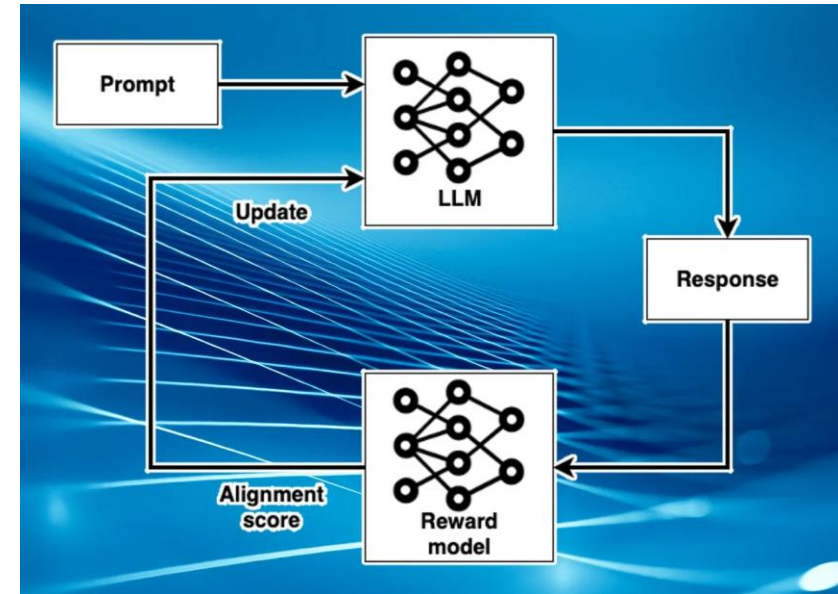 Prompt
LLM
Update
Response
Alignment
score
Reward
model